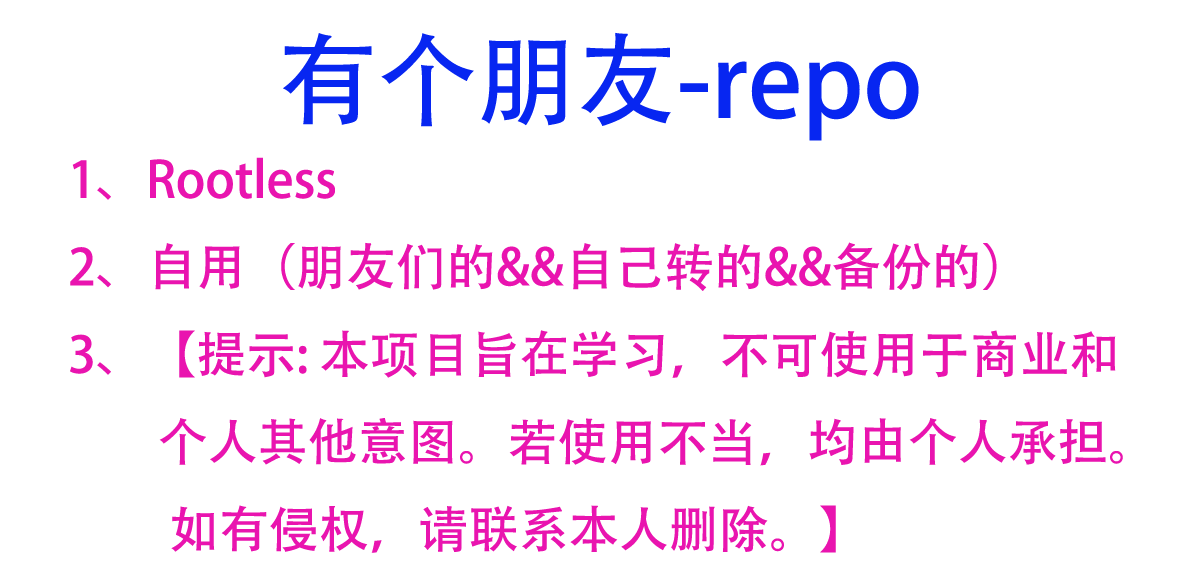 有个朋友-repo
1、Rootless
2、自用（朋友们的&&自己转的&&备份的）
3、【提示: 本项目旨在学习，不可使用于商业和
个人其他意图。若使用不当，均由个人承担。
如有侵权，请联系本人删除。】